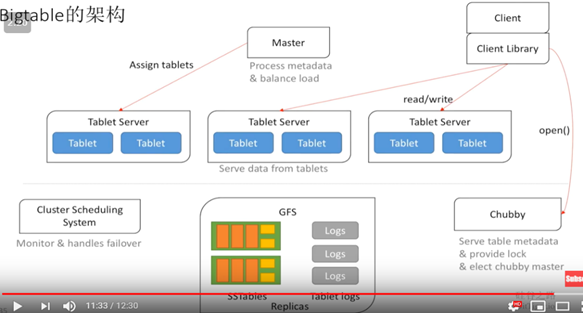 Bigtable的架构
Client
Client Library
Master
Process metadata
& balance load
Assign tablets
read/write
open()
Tablet Server
Tablet
Tablet
Tablet Server
Tablet
Tablet
Tablet Server
Tablet
Tablet
Serve data from tablets
Cluster Scheduling
System
Monitor & handles failover
GFS
Logs
Logs
Logs
SSTables
Tablet logs
Replicas
Chubby
Serve table metadata
& provide lock
& elect chubby master
11:33 / 12:30